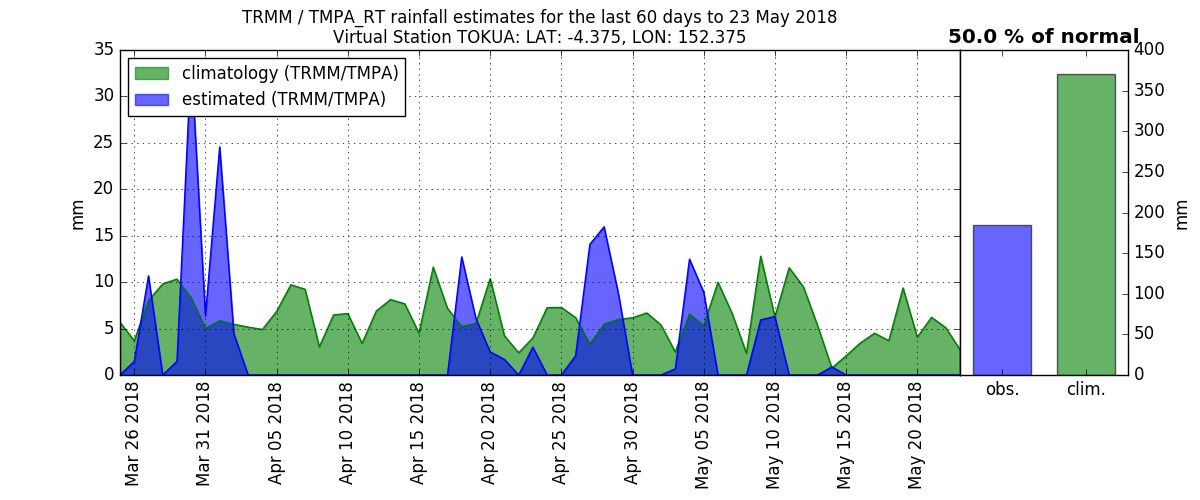 TRMM / TMPA_RT rainfall estimates for the last 60 days to 23 May 2018
Virtual Station TOKUA: LAT: -4.375, LON: 152.375
50.0 % of normal
climatology (TRMM/TMPA)
estimated (TRMM/TMPA)
35
30
25
20
15
10
5
0
mm
Mar 26 2018
Mar 31 2018
Apr 05 2018
Apr 10 2018
Apr 15 2018
Apr 20 2018
Apr 25 2018
Apr 30 2018
May 05 2018
May 10 2018
May 15 2018
May 20 2018
obs.
clim.
400
350
300
250
200
150
100
50
0
mm